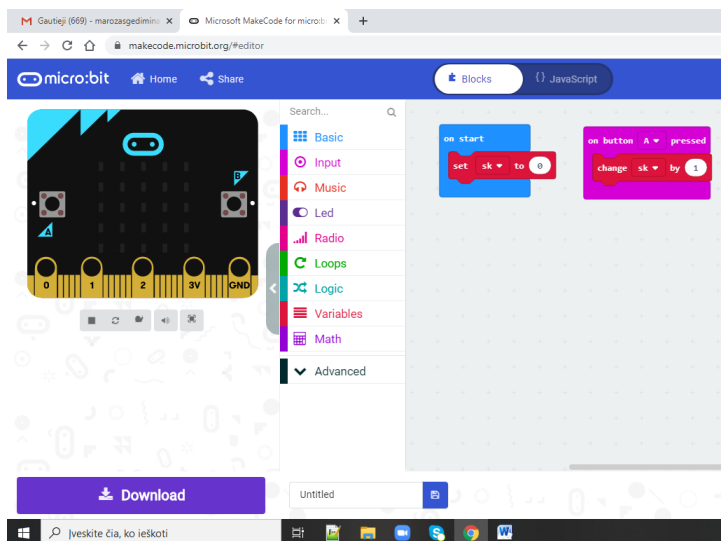 Gautieji (669) - marozasgedimina
Microsoft MakeCode for micro:b
makecode.microbit.org/#editor
micro:bit Home Share Blocks {} JavaScript
Search...
Basic
Input
Music
Led
Radio
Loops
Logic
Variables
Math
Advanced
on start
set sk to 0
on button A pressed
change sk by 1
B
A
0 1 2 3V GND
Download
Untitled
Įveskite čia, ko ieškoti